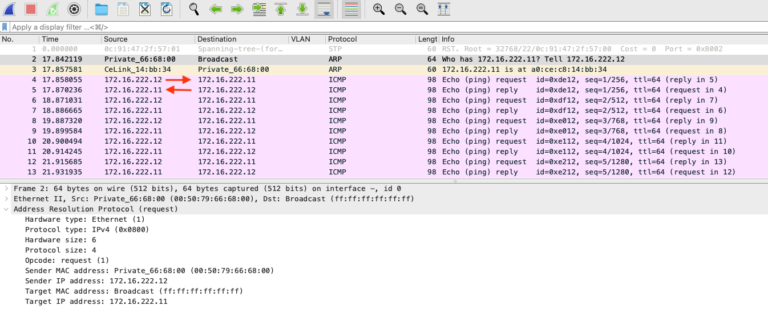 Apply a display filter ... <⌘/>
No. Time Source Destination VLAN Protocol Lengt Info
1 0.000000 0c:91:47:2f:57:01 Spanning-tree-(for… STP 60 RST. Root = 32768/22/0c:91:47:2f:57:00 Cost = 0 Port = 0x8002
2 17.842119 Private_66:68:00 Broadcast ARP 64 Who has 172.16.222.11? Tell 172.16.222.12
3 17.857581 CeLink_14:bb:34 Private_66:68:00 ARP 60 172.16.222.11 is at a0:ce:c8:14:bb:34
4 17.858055 172.16.222.12 172.16.222.11 ICMP 98 Echo (ping) request id=0xde12, seq=1/256, ttl=64 (reply in 5)
5 17.870236 172.16.222.11 172.16.222.12 ICMP 98 Echo (ping) reply id=0xde12, seq=1/256, ttl=64 (request in 4)
6 18.871031 172.16.222.12 172.16.222.11 ICMP 98 Echo (ping) request id=0xdf12, seq=2/512, ttl=64 (reply in 7)
7 18.886665 172.16.222.11 172.16.222.12 ICMP 98 Echo (ping) reply id=0xdf12, seq=2/512, ttl=64 (request in 6)
8 19.887320 172.16.222.12 172.16.222.11 ICMP 98 Echo (ping) request id=0xe012, seq=3/768, ttl=64 (reply in 9)
9 19.899584 172.16.222.11 172.16.222.12 ICMP 98 Echo (ping) reply id=0xe012, seq=3/768, ttl=64 (request in 8)
10 20.900494 172.16.222.12 172.16.222.11 ICMP 98 Echo (ping) request id=0xe112, seq=4/1024, ttl=64 (reply in 11)
11 20.914245 172.16.222.11 172.16.222.12 ICMP 98 Echo (ping) reply id=0xe112, seq=4/1024, ttl=64 (request in 10)
12 21.915685 172.16.222.12 172.16.222.11 ICMP 98 Echo (ping) request id=0xe212, seq=5/1280, ttl=64 (reply in 13)
13 21.931935 172.16.222.11 172.16.222.12 ICMP 98 Echo (ping) reply id=0xe212, seq=5/1280, ttl=64 (request in 12)
Frame 2: 64 bytes on wire (512 bits), 64 bytes captured (512 bits) on interface -, id 0
Ethernet II, Src: Private_66:68:00 (00:50:79:66:68:00), Dst: Broadcast (ff:ff:ff:ff:ff:ff)
Address Resolution Protocol (request)
Hardware type: Ethernet (1)
Protocol type: IPv4 (0x0800)
Hardware size: 6
Protocol size: 4
Opcode: request (1)
Sender MAC address: Private_66:68:00 (00:50:79:66:68:00)
Sender IP address: 172.16.222.12
Target MAC address: Broadcast (ff:ff:ff:ff:ff:ff)
Target IP address: 172.16.222.11